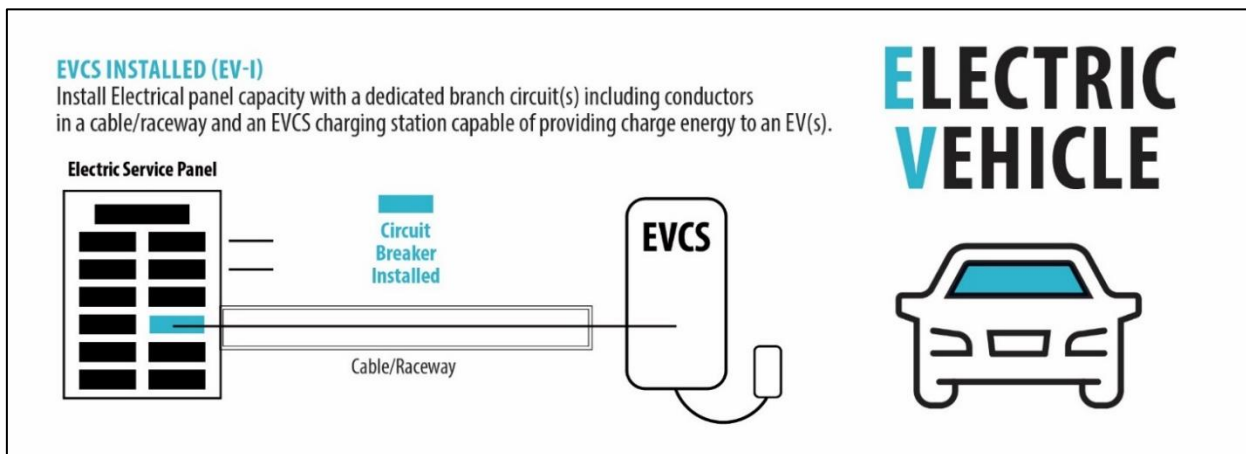 EVCS INSTALLED (EV-I)
Install Electrical panel capacity with a dedicated branch circuit(s) including conductors
in a cable/raceway and an EVCS charging station capable of providing charge energy to an EV(s).
Electric Service Panel
Circuit
Breaker
Installed
EVCS
Cable/Raceway
ELECTRIC
VEHICLE